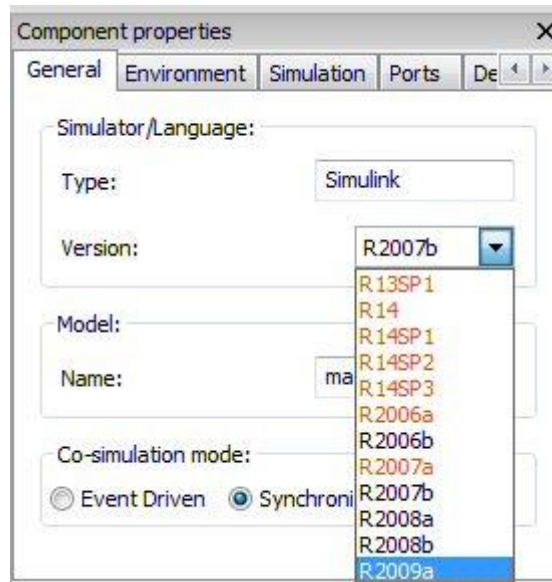 Component properties
General Environment Simulation Ports De
Simulator/Language:
Type: Simulink
Version: R2007b
R13SP1
R14
R14SP1
R14SP2
R14SP3
R2006a
R2006b
R2007a
R2007b
R2008a
R2008b
R2009a
Model:
Name: ma
Co-simulation mode:
Event Driven Synchroni